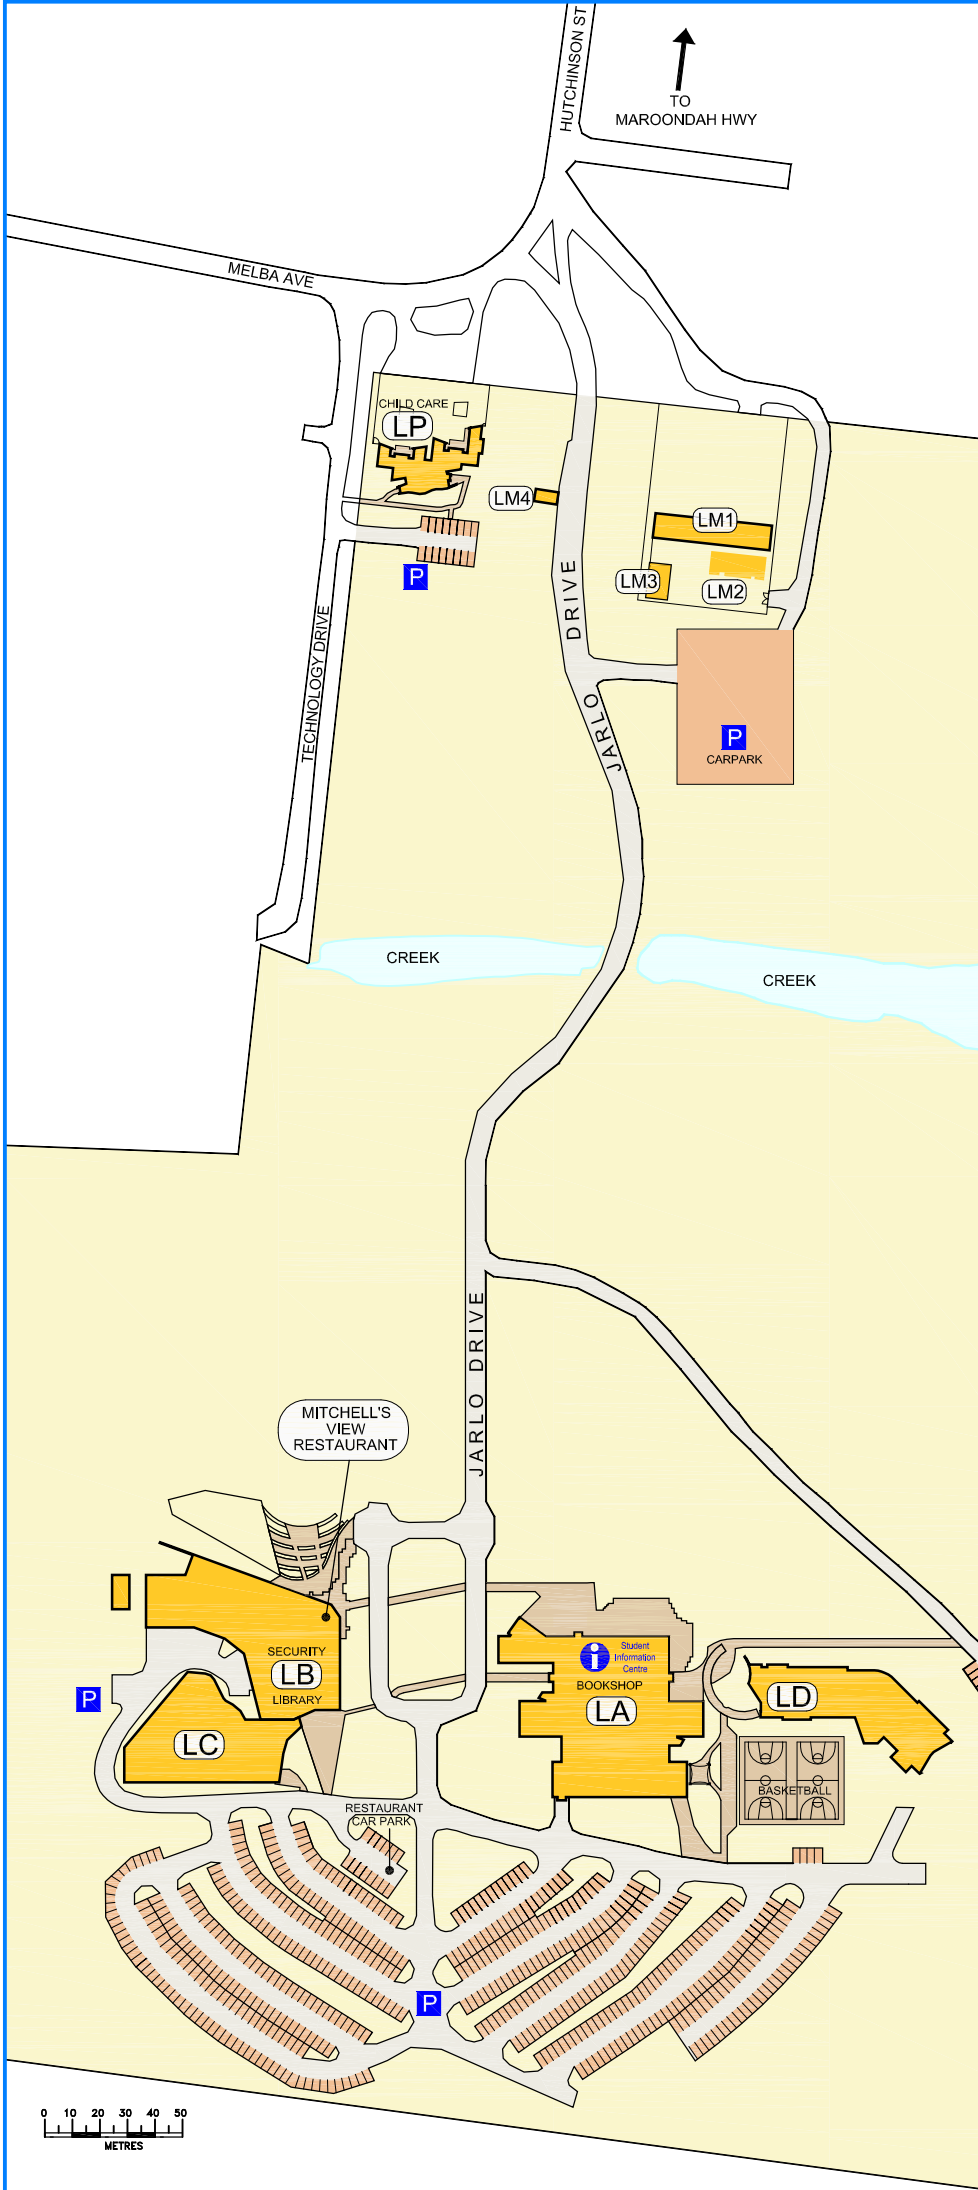 HUTCHINSON ST
TO
MAROONDAH HWY
MELBA AVE
CHILD CARE
LP
LM4
LM1
LM3
LM2
P
TECHNOLOGY DRIVE
JARLO DRIVE
P
CARPARK
CREEK
CREEK
JARLO DRIVE
MITCHELL'S
VIEW
RESTAURANT
SECURITY
LB
LIBRARY
i
Student
Information
Centre
BOOKSHOP
LA
LD
P
LC
BASKETBALL
RESTAURANT
CAR PARK
P
0 10 20 30 40 50
METRES